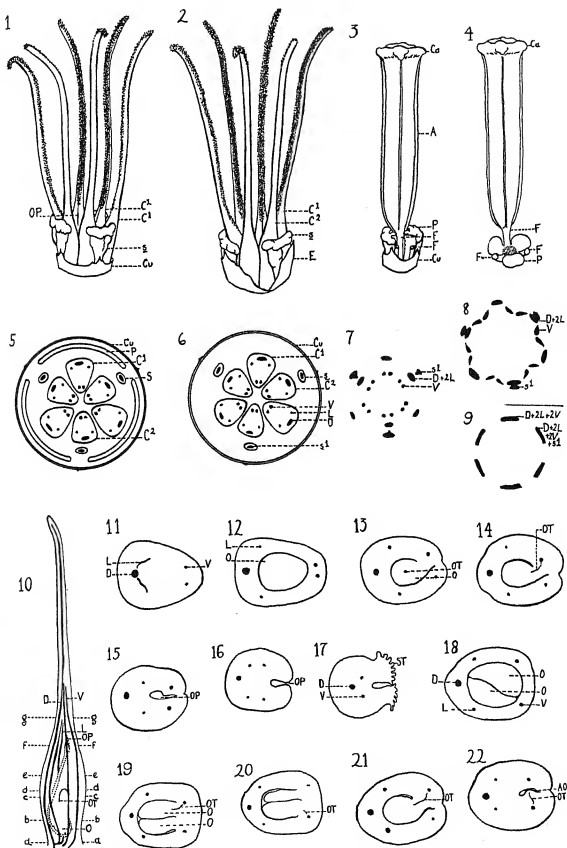 1
2
3
4
Ca
Ca
A
OP
C²
C¹
s
Cu
C¹
C²
s
E
P
E
F
Cu
F
F
F
P
5
Cu
P
C¹
S
C²
6
Cu
C¹
s
C²
V
L
D
s¹
7
s¹
D+2L
V
8
D+2L
V
s¹
9
D+2L+2V
D+2L
+2V
+s1
10
D
V
g
g
L
OP
f
F
e
e
d
d
c
c
OT
b
b
O
d
a
11
L
D
V
12
L
O
13
OT
O
14
OT
15
OP
16
OP
17
ST
D
V
18
D
O
O
L
V
19
OT
O
O
20
OT
21
OT
22
AO
OT